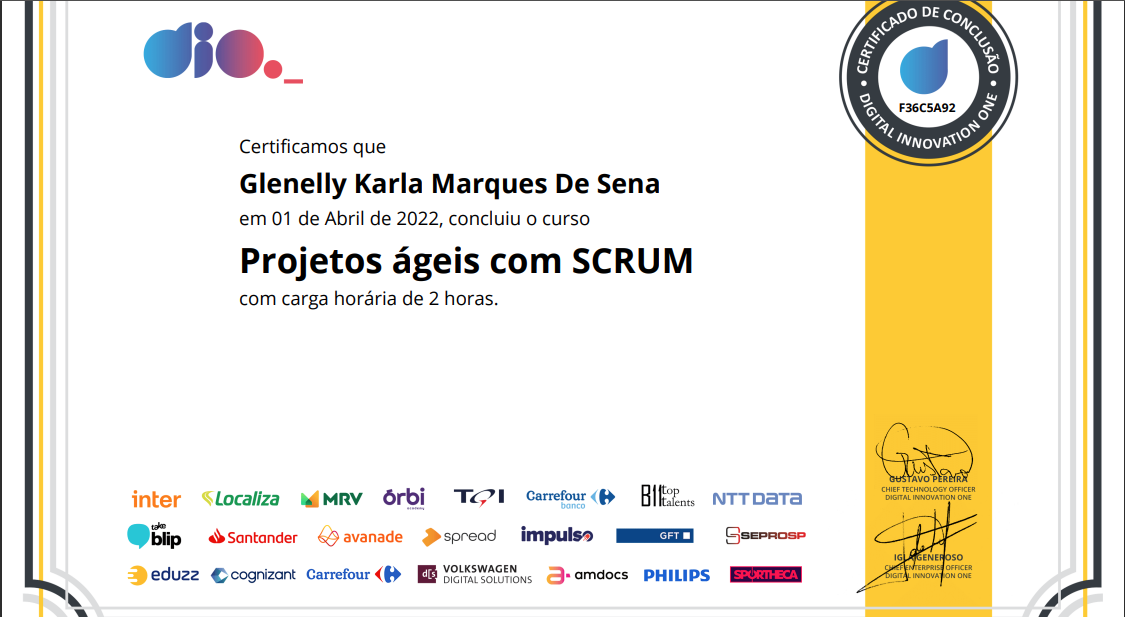 dio._
CERTIFICADO DE CONCLUSÃO
F36C5A92
DIGITAL INNOVATION ONE
Certificamos que
Glenelly Karla Marques De Sena
em 01 de Abril de 2022, concluiu o curso
Projetos ágeis com SCRUM
com carga horária de 2 horas.
Gustavo
GUSTAVO PEREIRA
CHIEF TECHNOLOGY OFFICER
DIGITAL INNOVATION ONE
inter Localiza MRV órbi academy TQI Carrefour banco B11 top talents NTT DATA
take blip Santander avanade spread impulso GFT SEPROSP
IGLÁ GENEROSO
CHIEF ENTERPRISE OFFICER
DIGITAL INNOVATION ONE
eduzz cognizant Carrefour d[s] VOLKSWAGEN DIGITAL SOLUTIONS amdocs PHILIPS SPORTHECA